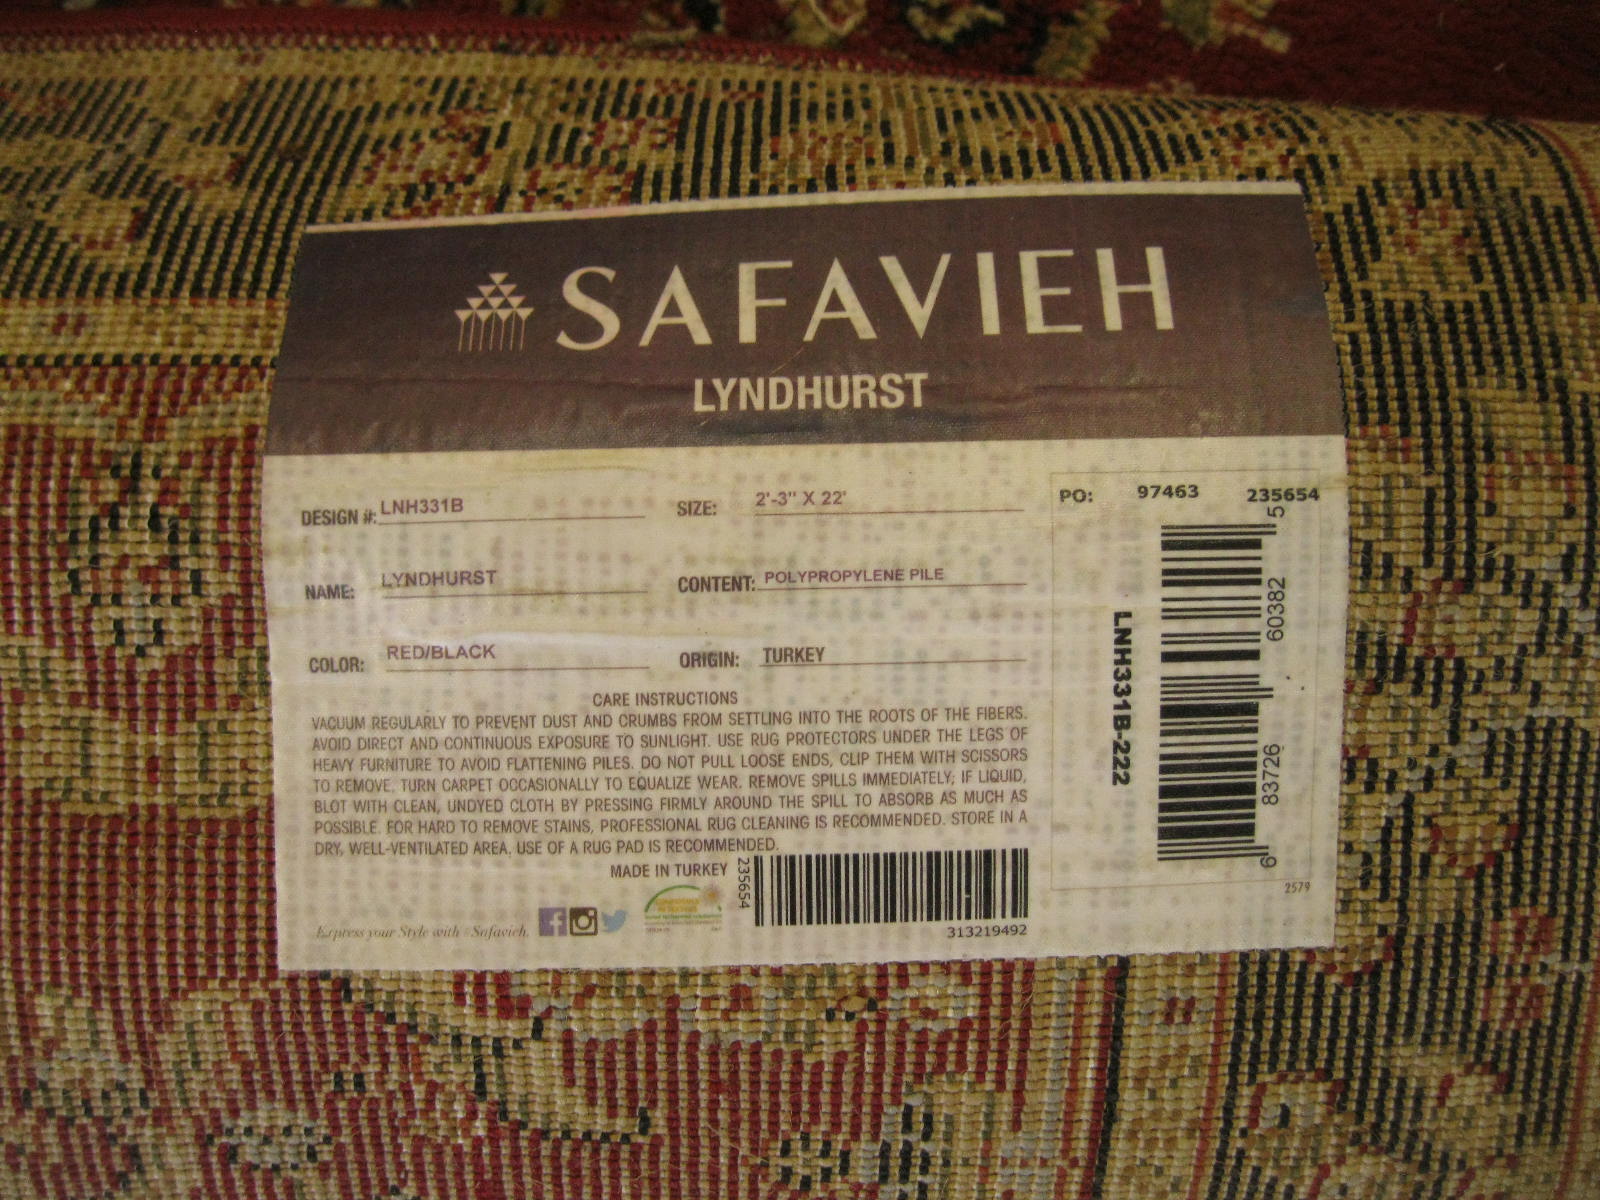 SAFAVIEH
LYNDHURST
DESIGN #: LNH331B
SIZE: 2'-3" X 22'
NAME: LYNDHURST
CONTENT: POLYPROPYLENE PILE
COLOR: RED/BLACK
ORIGIN: TURKEY
CARE INSTRUCTIONS
VACUUM REGULARLY TO PREVENT DUST AND CRUMBS FROM SETTLING INTO THE ROOTS OF THE FIBERS.
AVOID DIRECT AND CONTINUOUS EXPOSURE TO SUNLIGHT. USE RUG PROTECTORS UNDER THE LEGS OF
HEAVY FURNITURE TO AVOID FLATTENING PILES. DO NOT PULL LOOSE ENDS, CLIP THEM WITH SCISSORS
TO REMOVE. TURN CARPET OCCASIONALLY TO EQUALIZE WEAR. REMOVE SPILLS IMMEDIATELY; IF LIQUID,
BLOT WITH CLEAN, UNDYED CLOTH BY PRESSING FIRMLY AROUND THE SPILL TO ABSORB AS MUCH AS
POSSIBLE. FOR HARD TO REMOVE STAINS, PROFESSIONAL RUG CLEANING IS RECOMMENDED. STORE IN A
DRY, WELL-VENTILATED AREA. USE OF A RUG PAD IS RECOMMENDED.
MADE IN TURKEY
235654
313219492
Express your Style with #Safavieh.
PO: 97463 235654
LNH331B-222
6 83726 60382 5
2579